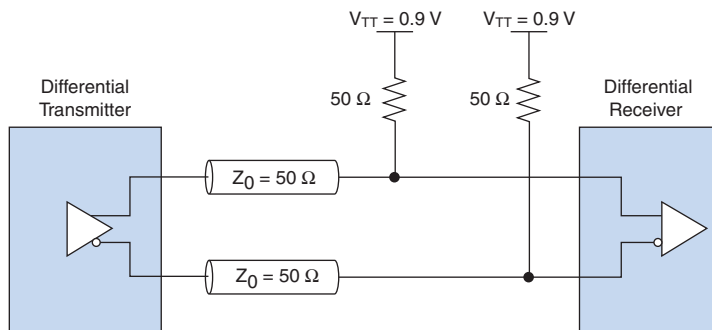 V_TT = 0.9 V V_TT = 0.9 V
Differential
Transmitter
50 Ω 50 Ω
Differential
Receiver
Z_0 = 50 Ω
Z_0 = 50 Ω